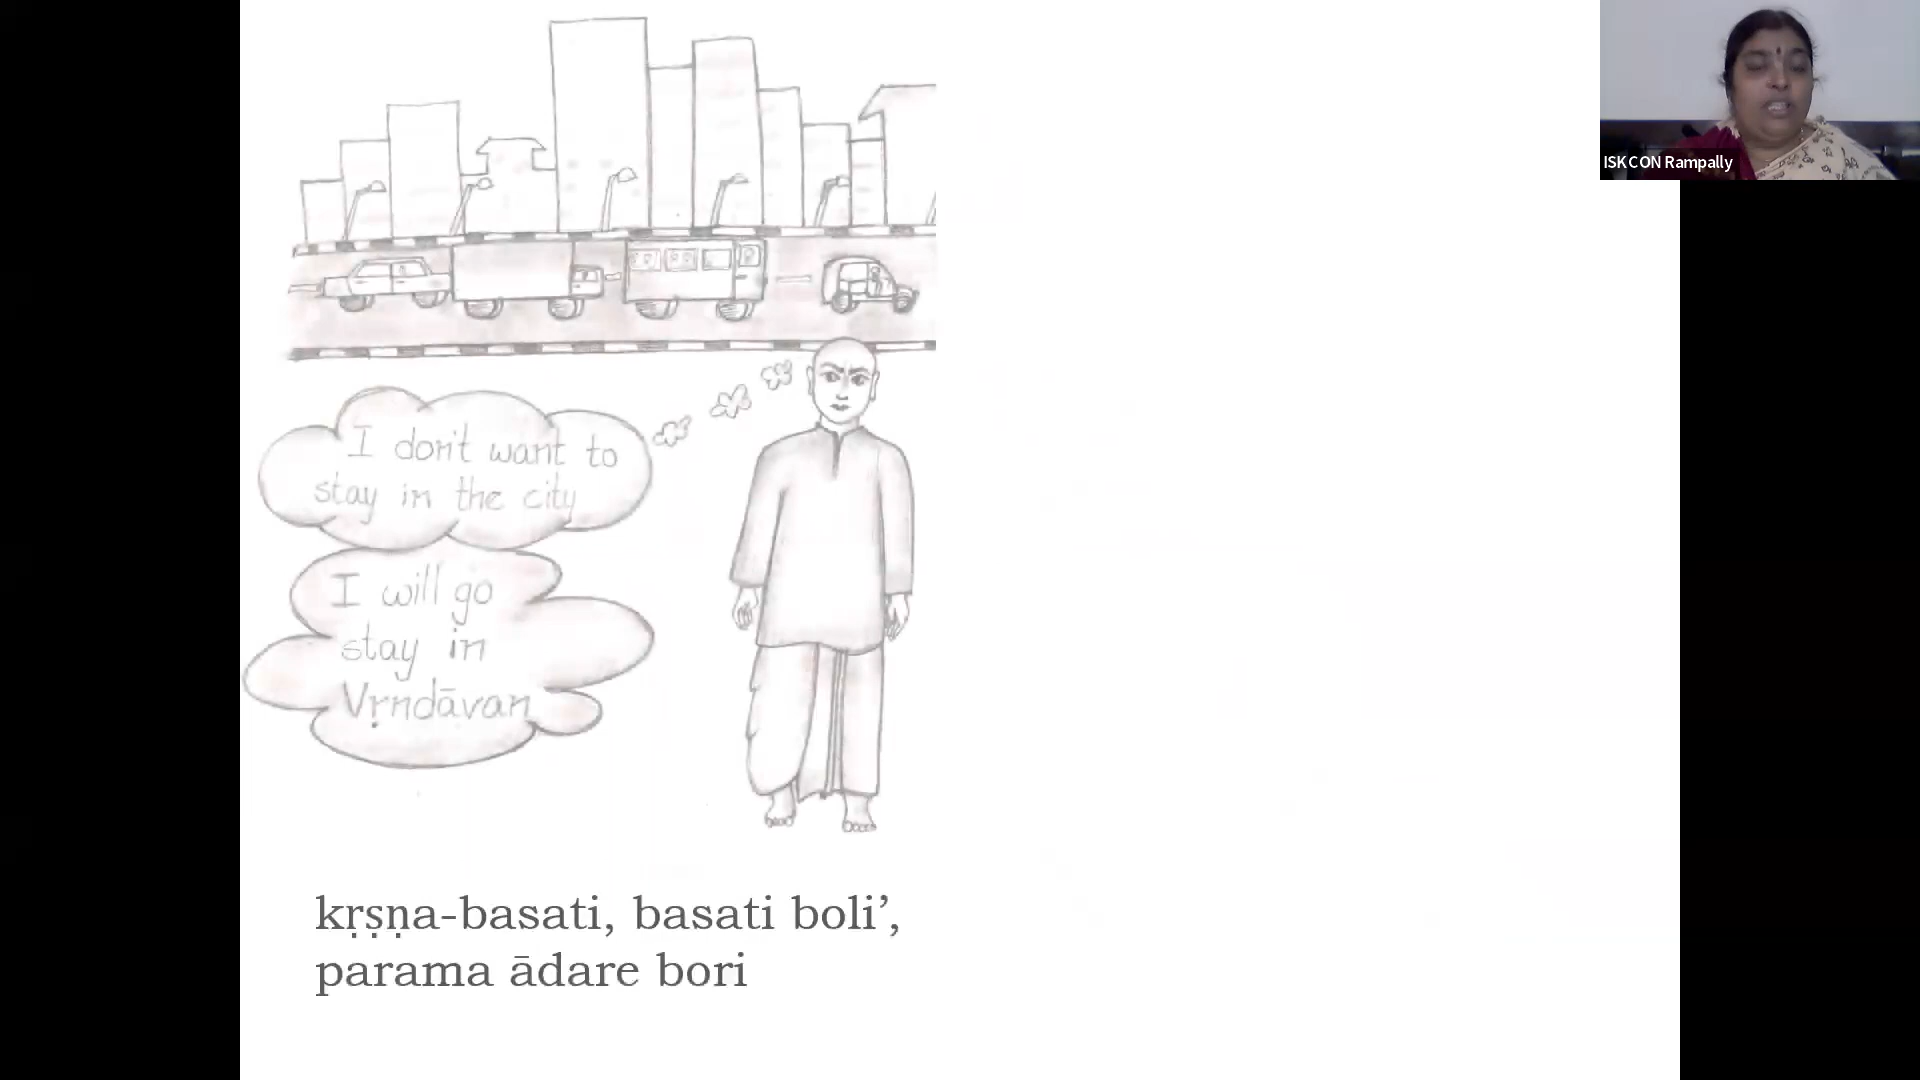 ISKCON Rampally
I don't want to
stay in the city
I will go
stay in
Vṛndāvan
kṛṣṇa-basati, basati boli’,
parama ādare bori